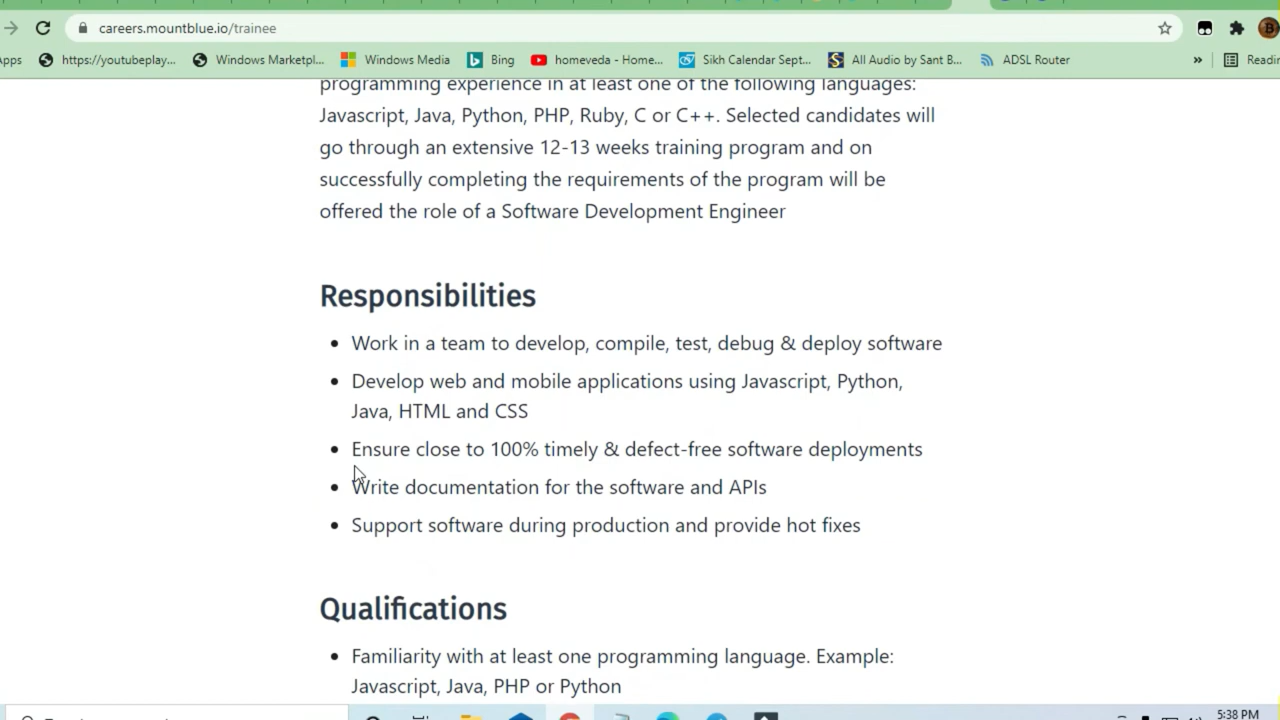 careers.mountblue.io/trainee
pps https://youtubeplay... Windows Marketpl... Windows Media Bing homeveda - Home... Sikh Calendar Sept... All Audio by Sant B... ADSL Router » Readin
programming experience in at least one of the following languages:
Javascript, Java, Python, PHP, Ruby, C or C++. Selected candidates will
go through an extensive 12-13 weeks training program and on
successfully completing the requirements of the program will be
offered the role of a Software Development Engineer
Responsibilities
• Work in a team to develop, compile, test, debug & deploy software
• Develop web and mobile applications using Javascript, Python,
Java, HTML and CSS
• Ensure close to 100% timely & defect-free software deployments
• Write documentation for the software and APIs
• Support software during production and provide hot fixes
Qualifications
• Familiarity with at least one programming language. Example:
Javascript, Java, PHP or Python
5:38 PM